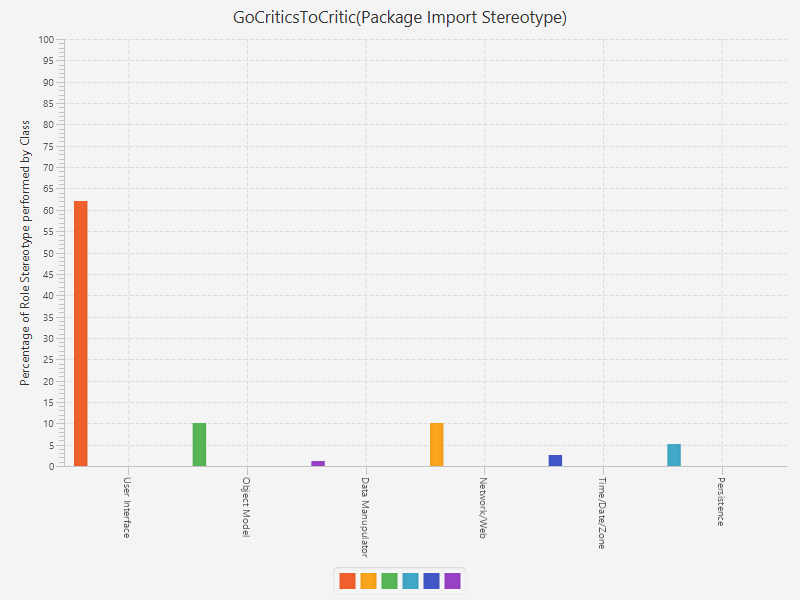 GoCriticsToCritic(Package Import Stereotype)
Percentage of Role Stereotype performed by Class
100
95
90
85
80
75
70
65
60
55
50
45
40
35
30
25
20
15
10
5
0
User Interface
Object Model
Data Manupulator
Network/Web
Time/Date/Zone
Persistence